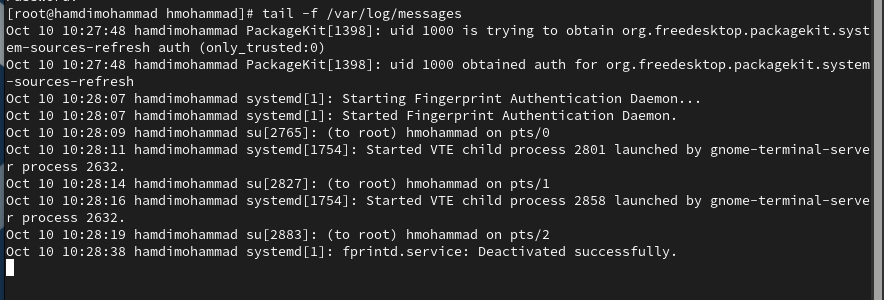 [root@hamdimohammad hmohammad]# tail -f /var/log/messages
Oct 10 10:27:48 hamdimohammad PackageKit[1398]: uid 1000 is trying to obtain org.freedesktop.packagekit.syst
em-sources-refresh auth (only_trusted:0)
Oct 10 10:27:48 hamdimohammad PackageKit[1398]: uid 1000 obtained auth for org.freedesktop.packagekit.system
-sources-refresh
Oct 10 10:28:07 hamdimohammad systemd[1]: Starting Fingerprint Authentication Daemon...
Oct 10 10:28:07 hamdimohammad systemd[1]: Started Fingerprint Authentication Daemon.
Oct 10 10:28:09 hamdimohammad su[2765]: (to root) hmohammad on pts/0
Oct 10 10:28:11 hamdimohammad systemd[1754]: Started VTE child process 2801 launched by gnome-terminal-serve
r process 2632.
Oct 10 10:28:14 hamdimohammad su[2827]: (to root) hmohammad on pts/1
Oct 10 10:28:16 hamdimohammad systemd[1754]: Started VTE child process 2858 launched by gnome-terminal-serve
r process 2632.
Oct 10 10:28:19 hamdimohammad su[2883]: (to root) hmohammad on pts/2
Oct 10 10:28:38 hamdimohammad systemd[1]: fprintd.service: Deactivated successfully.